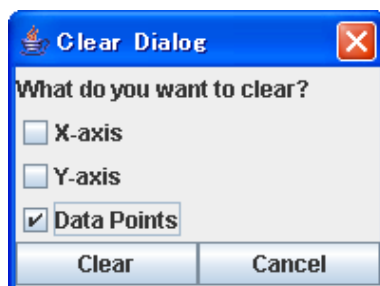 Clear Dialog
What do you want to clear?
X-axis
Y-axis
Data Points
Clear Cancel